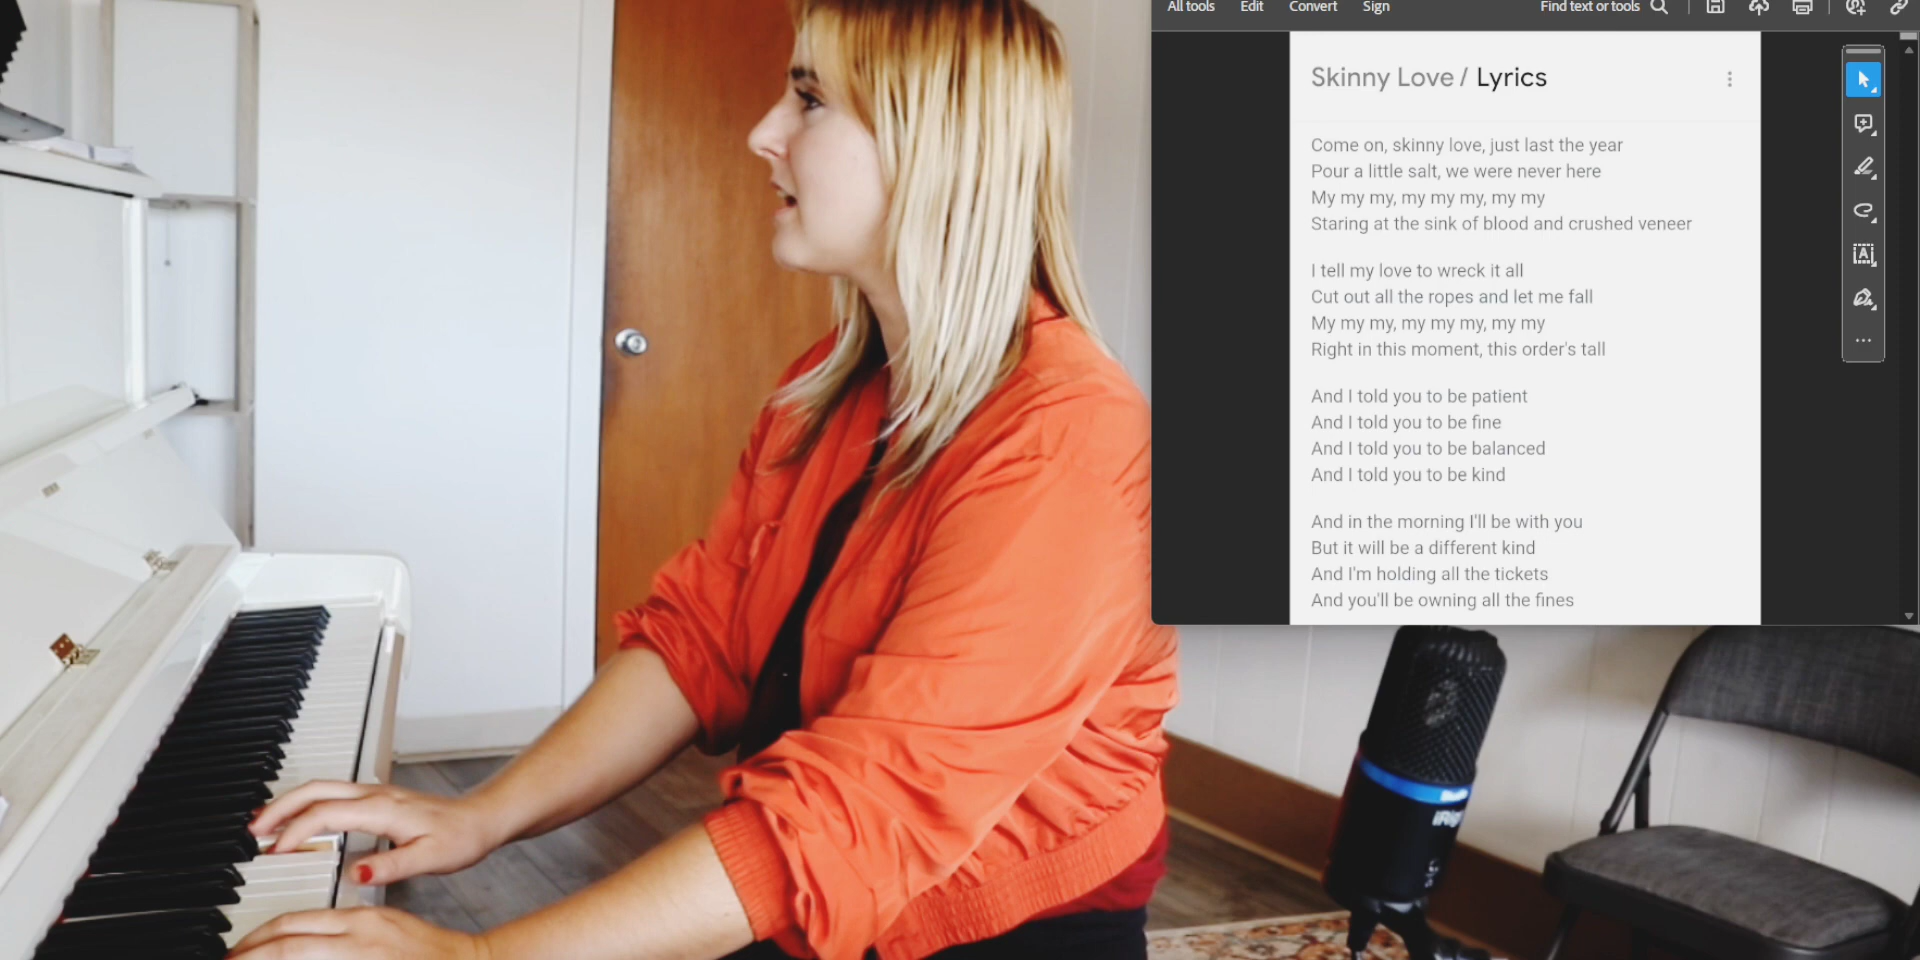 All tools Edit Convert Sign Find text or tools
Skinny Love / Lyrics
Come on, skinny love, just last the year
Pour a little salt, we were never here
My my my, my my my, my my
Staring at the sink of blood and crushed veneer
I tell my love to wreck it all
Cut out all the ropes and let me fall
My my my, my my my, my my
Right in this moment, this order's tall
And I told you to be patient
And I told you to be fine
And I told you to be balanced
And I told you to be kind
And in the morning I'll be with you
But it will be a different kind
And I'm holding all the tickets
And you'll be owning all the fines